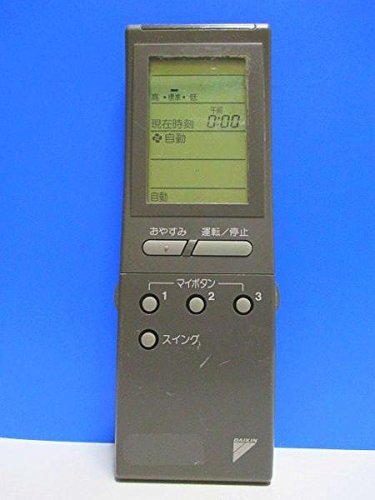 高・標準・低
午前
現在時刻 0:00
自動
自動
おやすみ 運転/停止
マイボタン
1 2 3
スイング
DAIKIN